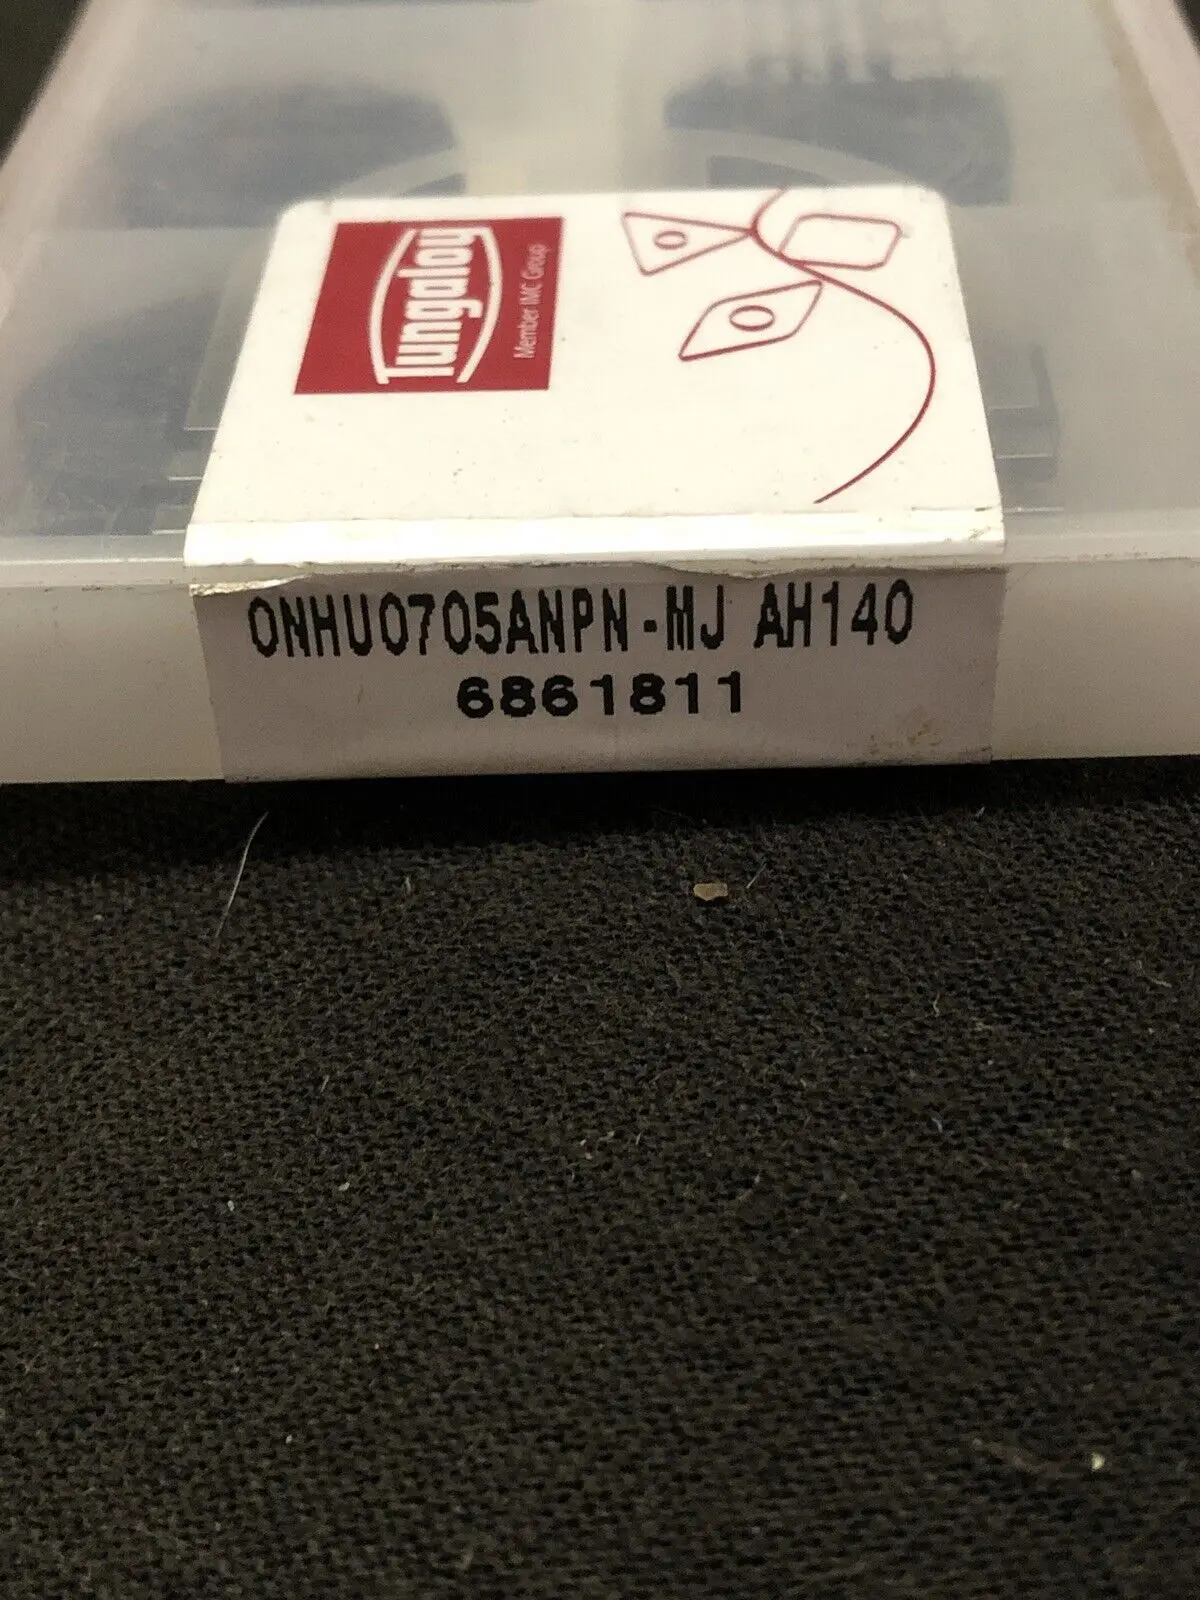 Tungaloy
Member IMC Group
ONHU0705ANPN-MJ AH140
6861811